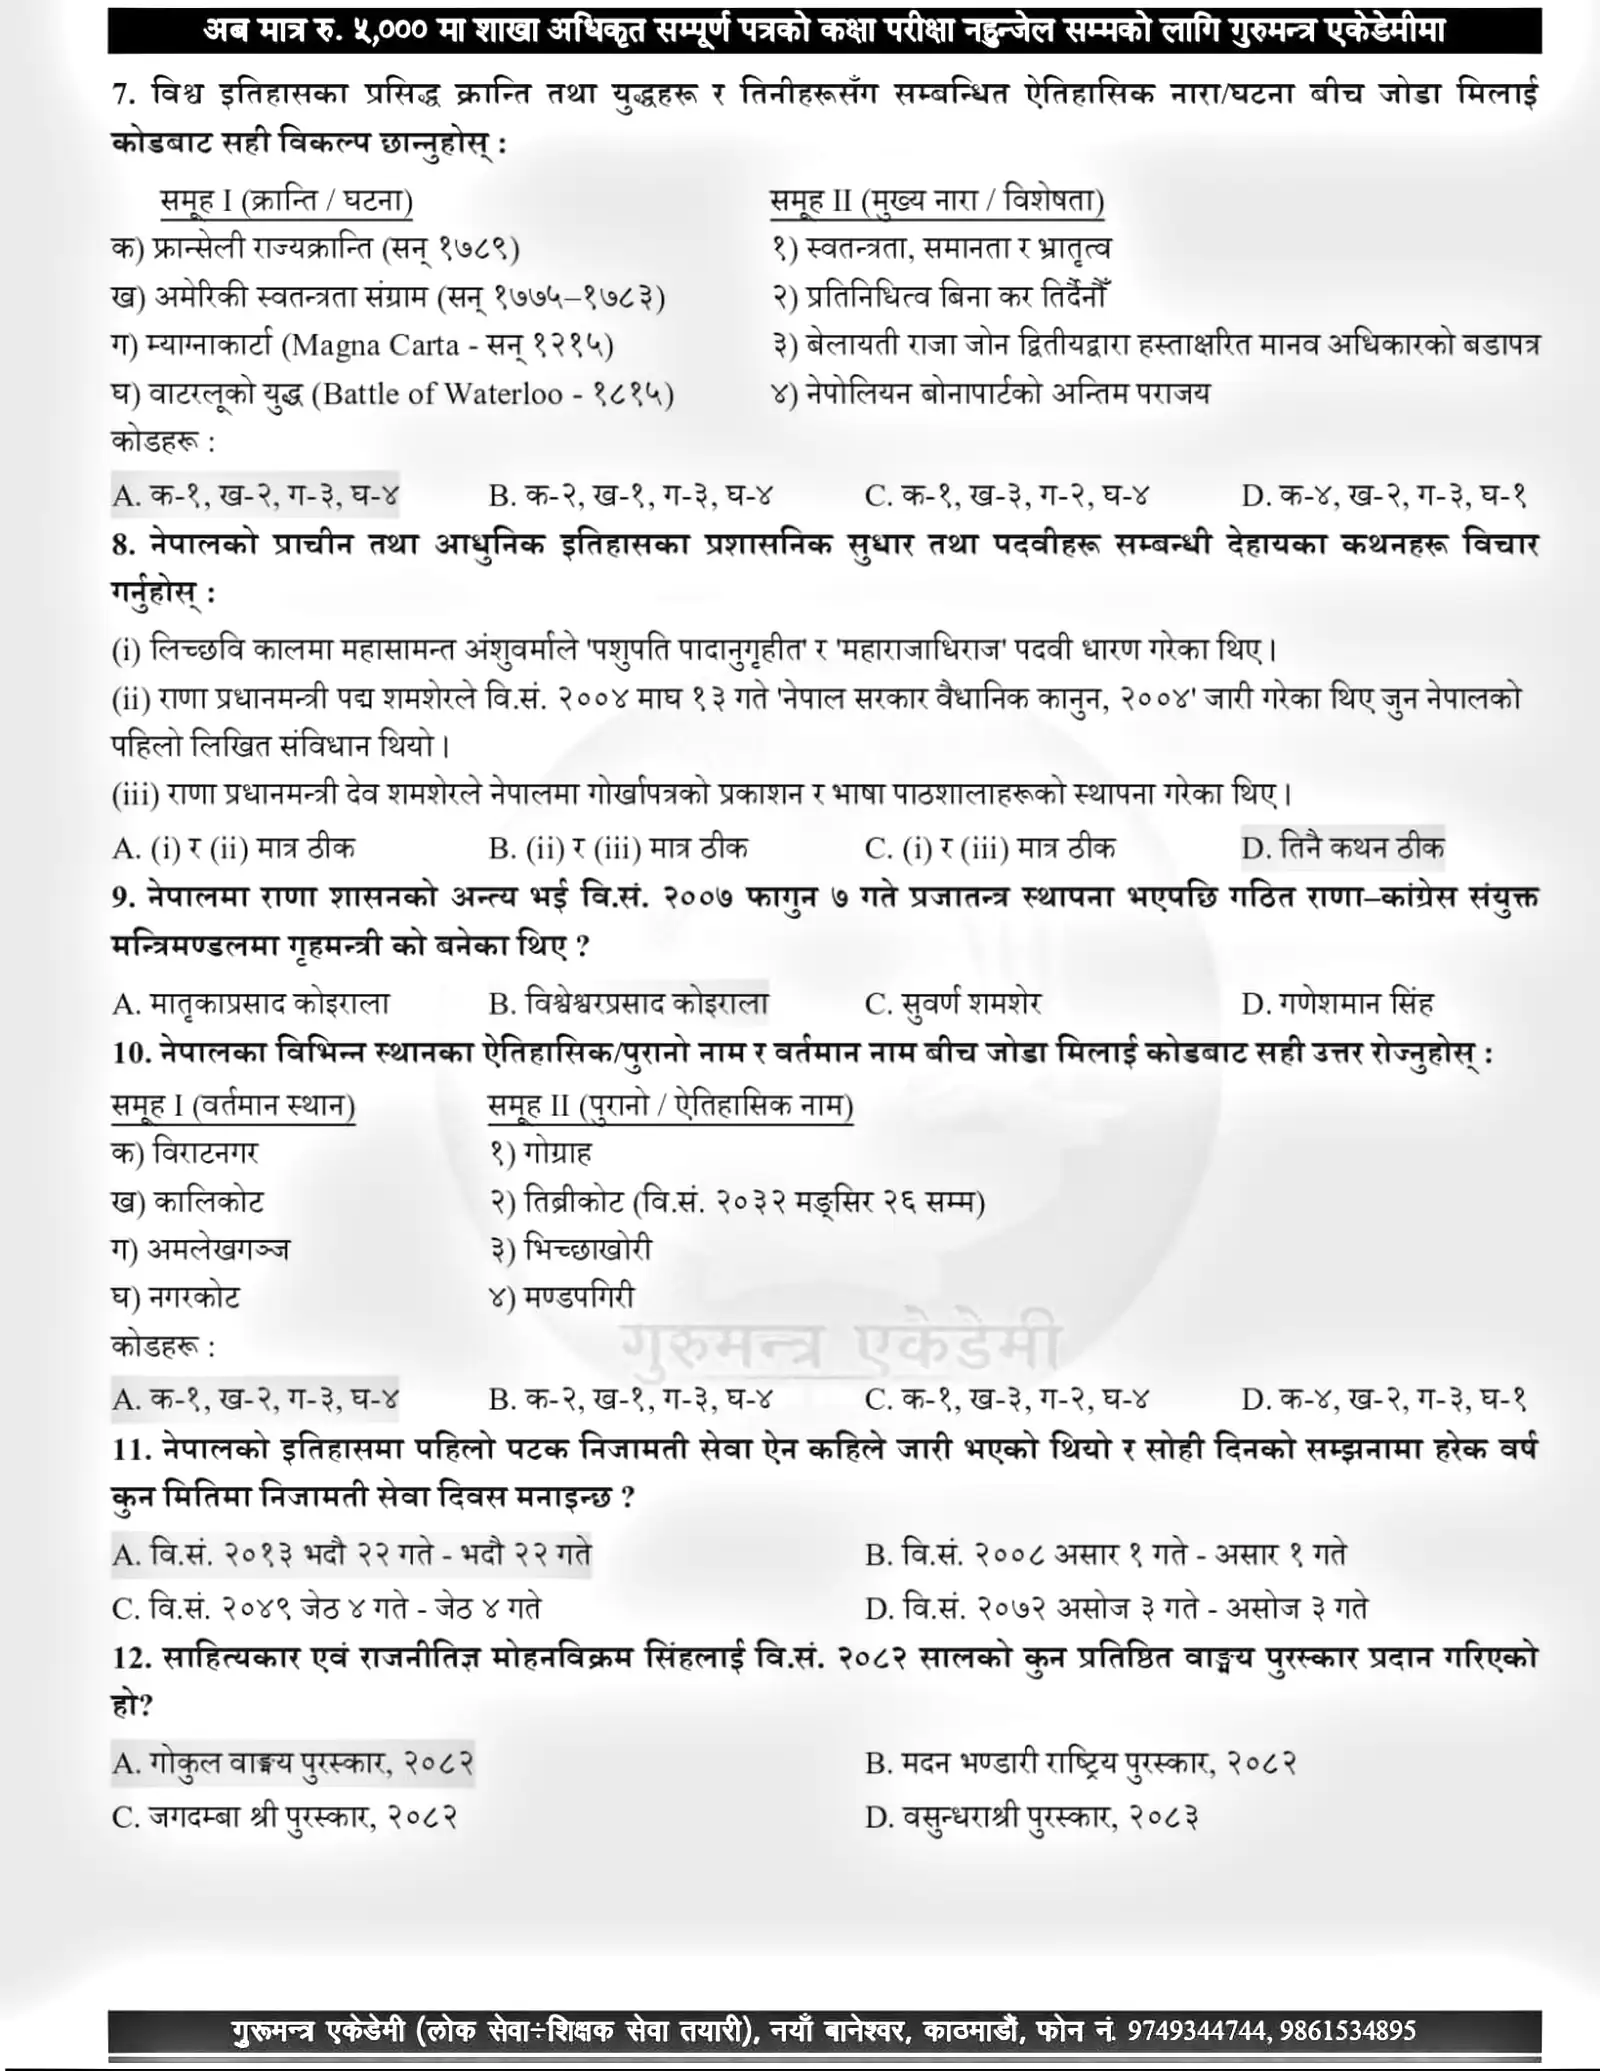 अब मात्र रु. ५,००० मा शाखा अधिकृत सम्पूर्ण पत्रको कक्षा परीक्षा नहुन्जेल सम्मको लागि गुरुमन्त्र एकेडेमीमा
7. विश्व इतिहासका प्रसिद्ध क्रान्ति तथा युद्धहरू र तिनीहरूसँग सम्बन्धित ऐतिहासिक नारा/घटना बीच जोडा मिलाई
कोडबाट सही विकल्प छान्नुहोस् :
समूह I (क्रान्ति / घटना) समूह II (मुख्य नारा / विशेषता)
क) फ्रान्सेली राज्यक्रान्ति (सन् १७८९) १) स्वतन्त्रता, समानता र भ्रातृत्व
ख) अमेरिकी स्वतन्त्रता संग्राम (सन् १७७५–१७८३) २) प्रतिनिधित्व बिना कर तिर्दैनौँ
ग) म्याग्नाकार्टा (Magna Carta - सन् १२१५) ३) बेलायती राजा जोन द्वितीयद्वारा हस्ताक्षरित मानव अधिकारको बडापत्र
घ) वाटरलूको युद्ध (Battle of Waterloo - १८१५) ४) नेपोलियन बोनापार्टको अन्तिम पराजय
कोडहरू :
A. क-१, ख-२, ग-३, घ-४ B. क-२, ख-१, ग-३, घ-४ C. क-१, ख-३, ग-२, घ-४ D. क-४, ख-२, ग-३, घ-१
8. नेपालको प्राचीन तथा आधुनिक इतिहासका प्रशासनिक सुधार तथा पदवीहरू सम्बन्धी देहायका कथनहरू विचार
गर्नुहोस् :
(i) लिच्छवि कालमा महासामन्त अंशुवर्माले 'पशुपति पादानुगृहीत' र 'महाराजाधिराज' पदवी धारण गरेका थिए।
(ii) राणा प्रधानमन्त्री पद्म शमशेरले वि.सं. २००४ माघ १३ गते 'नेपाल सरकार वैधानिक कानुन, २००४' जारी गरेका थिए जुन नेपालको
पहिलो लिखित संविधान थियो।
(iii) राणा प्रधानमन्त्री देव शमशेरले नेपालमा गोर्खापत्रको प्रकाशन र भाषा पाठशालाहरूको स्थापना गरेका थिए।
A. (i) र (ii) मात्र ठीक B. (ii) र (iii) मात्र ठीक C. (i) र (iii) मात्र ठीक D. तिनै कथन ठीक
9. नेपालमा राणा शासनको अन्त्य भई वि.सं. २००७ फागुन ७ गते प्रजातन्त्र स्थापना भएपछि गठित राणा–कांग्रेस संयुक्त
मन्त्रिमण्डलमा गृहमन्त्री को बनेका थिए ?
A. मातृकाप्रसाद कोइराला B. विश्वेश्वरप्रसाद कोइराला C. सुवर्ण शमशेर D. गणेशमान सिंह
10. नेपालका विभिन्न स्थानका ऐतिहासिक/पुरानो नाम र वर्तमान नाम बीच जोडा मिलाई कोडबाट सही उत्तर रोज्नुहोस् :
समूह I (वर्तमान स्थान) समूह II (पुरानो / ऐतिहासिक नाम)
क) विराटनगर १) गोग्राह
ख) कालिकोट २) तिब्रीकोट (वि.सं. २०३२ मङ्सिर २६ सम्म)
ग) अमलेखगञ्ज ३) भिच्छाखोरी
घ) नगरकोट ४) मण्डपगिरी
गुरुमन्त्र एकेडेमी
कोडहरू :
A. क-१, ख-२, ग-३, घ-४ B. क-२, ख-१, ग-३, घ-४ C. क-१, ख-३, ग-२, घ-४ D. क-४, ख-२, ग-३, घ-१
11. नेपालको इतिहासमा पहिलो पटक निजामती सेवा ऐन कहिले जारी भएको थियो र सोही दिनको सम्झनामा हरेक वर्ष
कुन मितिमा निजामती सेवा दिवस मनाइन्छ ?
A. वि.सं. २०१३ भदौ २२ गते - भदौ २२ गते B. वि.सं. २००८ असार १ गते - असार १ गते
C. वि.सं. २०४९ जेठ ४ गते - जेठ ४ गते D. वि.सं. २०७२ असोज ३ गते - असोज ३ गते
12. साहित्यकार एवं राजनीतिज्ञ मोहनविक्रम सिंहलाई वि.सं. २०८२ सालको कुन प्रतिष्ठित वाङ्मय पुरस्कार प्रदान गरिएको
हो?
A. गोकुल वाङ्मय पुरस्कार, २०८२ B. मदन भण्डारी राष्ट्रिय पुरस्कार, २०८२
C. जगदम्बा श्री पुरस्कार, २०८२ D. वसुन्धराश्री पुरस्कार, २०८३
गुरूमन्त्र एकेडेमी (लोक सेवा÷शिक्षक सेवा तयारी), नयाँ बानेश्वर, काठमाडौं, फोन नं. 9749344744, 9861534895